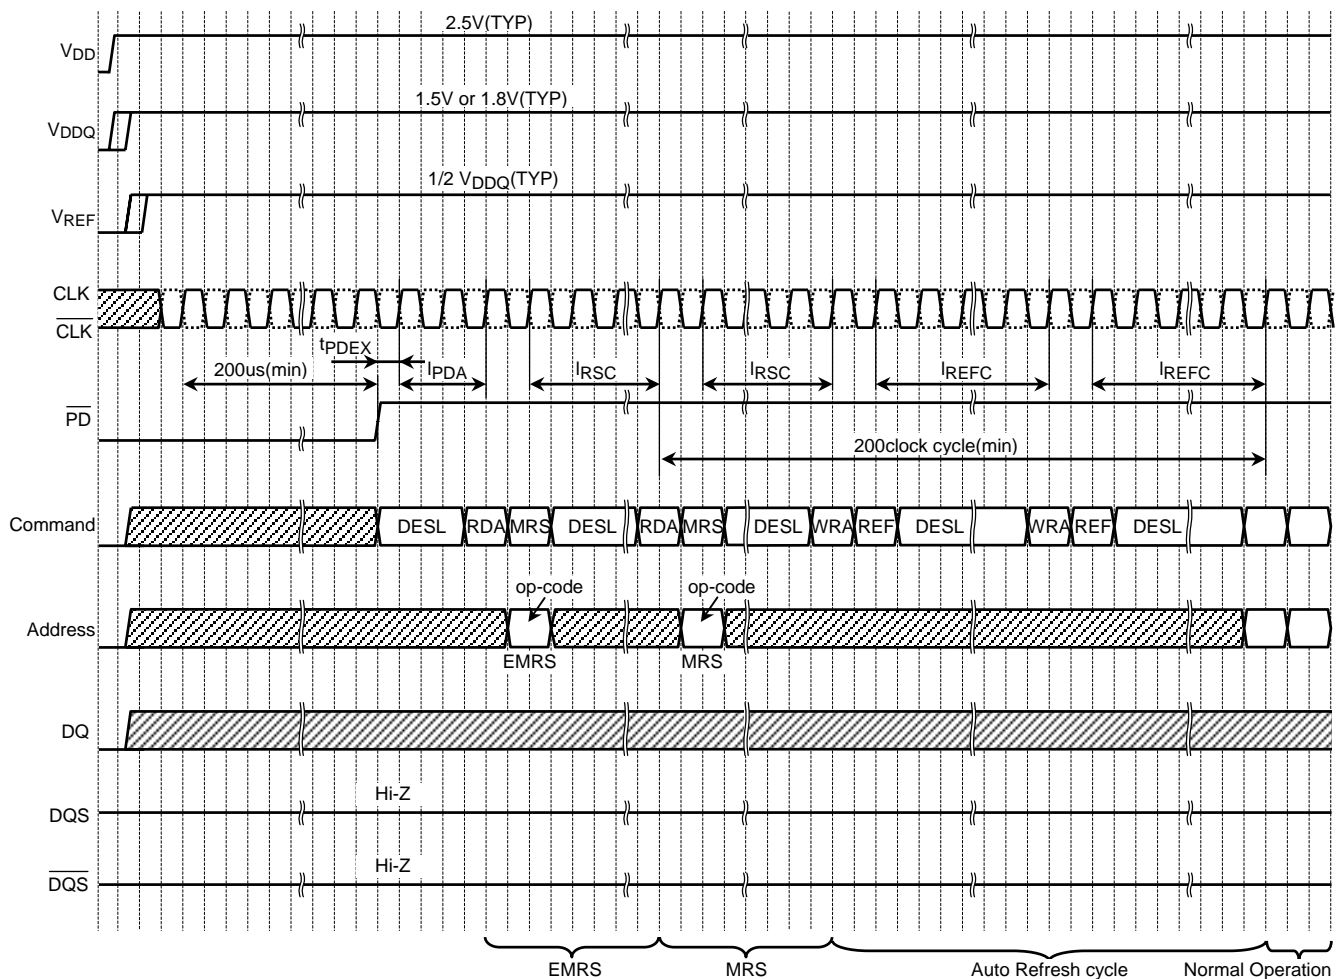 2.5V(TYP)
VDD
1.5V or 1.8V(TYP)
VDDQ
1/2 VDDQ(TYP)
VREF
CLK
CLK
tPDEX
200us(min)
lPDA
lRSC
lRSC
lREFC
lREFC
PD
200clock cycle(min)
Command
DESL RDA MRS DESL RDA MRS DESL WRA REF DESL WRA REF DESL
op-code op-code
Address
EMRS MRS
DQ
Hi-Z
DQS
Hi-Z
DQS
EMRS MRS Auto Refresh cycle Normal Operation